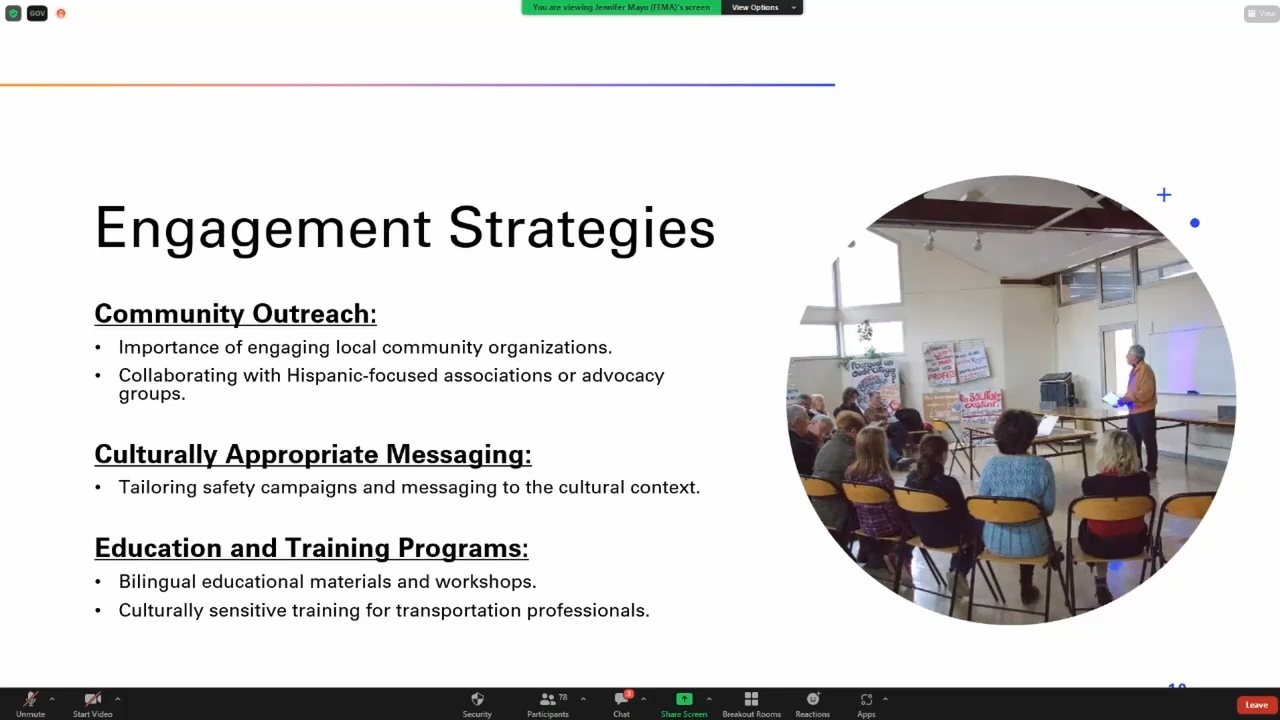 GOV
You are viewing Jennifer Mayo (FEMA)'s screen
View Options
View
Engagement Strategies
Community Outreach:
• Importance of engaging local community organizations.
• Collaborating with Hispanic-focused associations or advocacy
groups.
Culturally Appropriate Messaging:
• Tailoring safety campaigns and messaging to the cultural context.
Education and Training Programs:
• Bilingual educational materials and workshops.
• Culturally sensitive training for transportation professionals.
Unmute
Start Video
Security
78
Participants
3
Chat
Share Screen
Breakout Rooms
Reactions
Apps
Leave